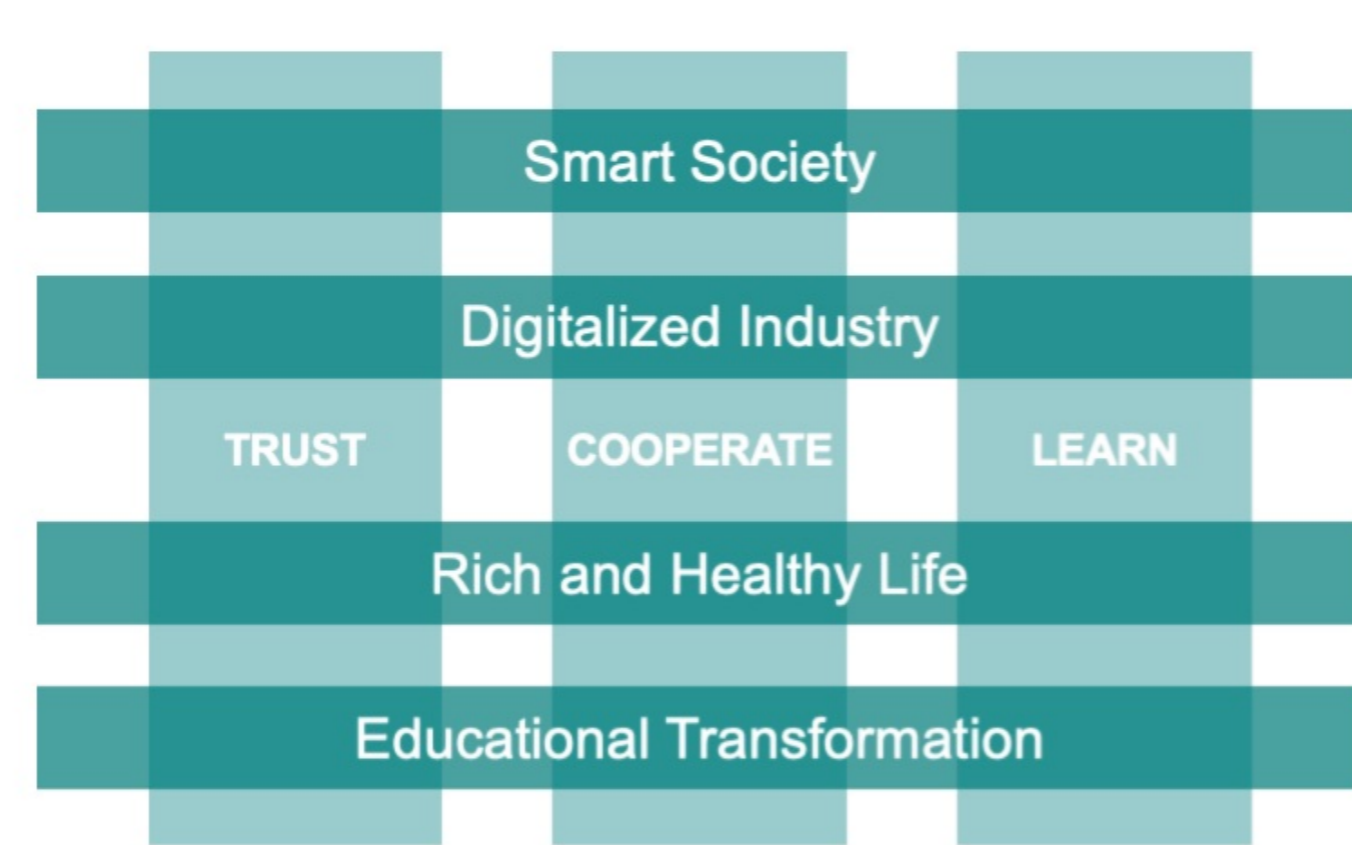 Smart Society
Digitalized Industry
TRUST COOPERATE LEARN
Rich and Healthy Life
Educational Transformation